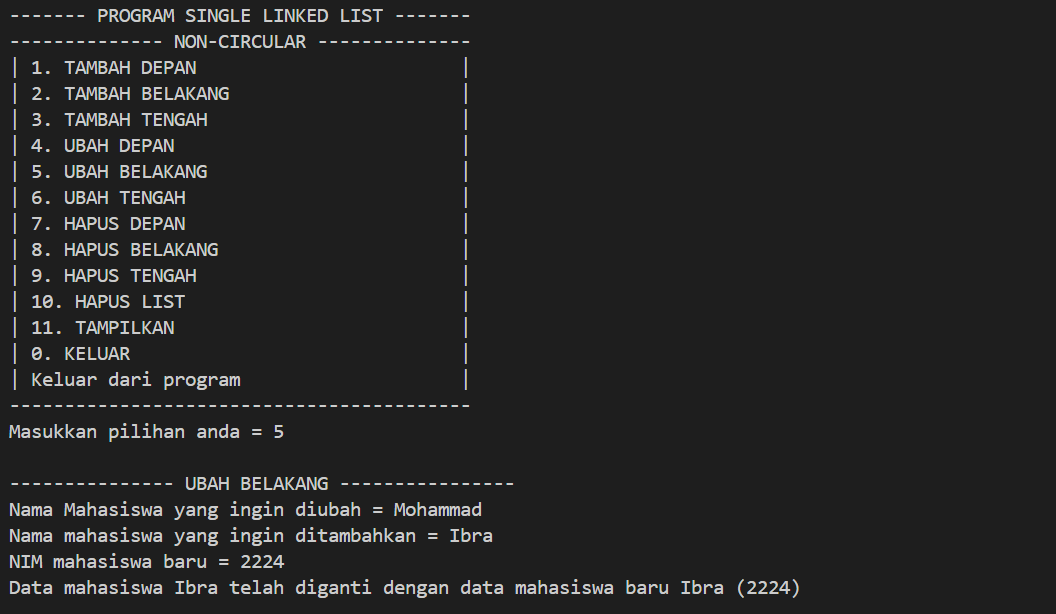 ------- PROGRAM SINGLE LINKED LIST -------
-------------- NON-CIRCULAR --------------
| 1. TAMBAH DEPAN                        |
| 2. TAMBAH BELAKANG                     |
| 3. TAMBAH TENGAH                       |
| 4. UBAH DEPAN                          |
| 5. UBAH BELAKANG                       |
| 6. UBAH TENGAH                         |
| 7. HAPUS DEPAN                         |
| 8. HAPUS BELAKANG                      |
| 9. HAPUS TENGAH                        |
| 10. HAPUS LIST                         |
| 11. TAMPILKAN                          |
| 0. KELUAR                              |
| Keluar dari program                    |
------------------------------------------
Masukkan pilihan anda = 5

--------------- UBAH BELAKANG ----------------
Nama Mahasiswa yang ingin diubah = Mohammad
Nama mahasiswa yang ingin ditambahkan = Ibra
NIM mahasiswa baru = 2224
Data mahasiswa Ibra telah diganti dengan data mahasiswa baru Ibra (2224)